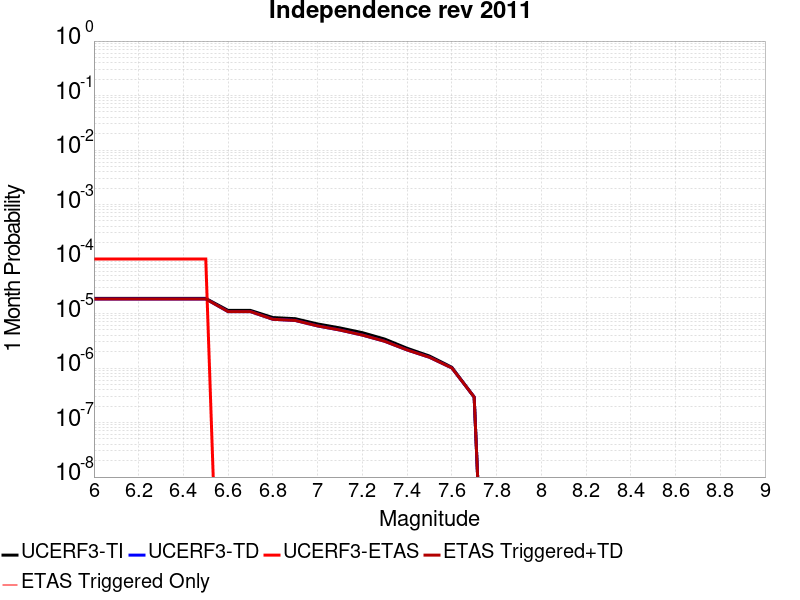 Independence rev 2011
1 Month Probability
10^0
10^-1
10^-2
10^-3
10^-4
10^-5
10^-6
10^-7
10^-8
6 6.2 6.4 6.6 6.8 7 7.2 7.4 7.6 7.8 8 8.2 8.4 8.6 8.8 9
Magnitude
UCERF3-TI UCERF3-TD UCERF3-ETAS ETAS Triggered+TD
ETAS Triggered Only